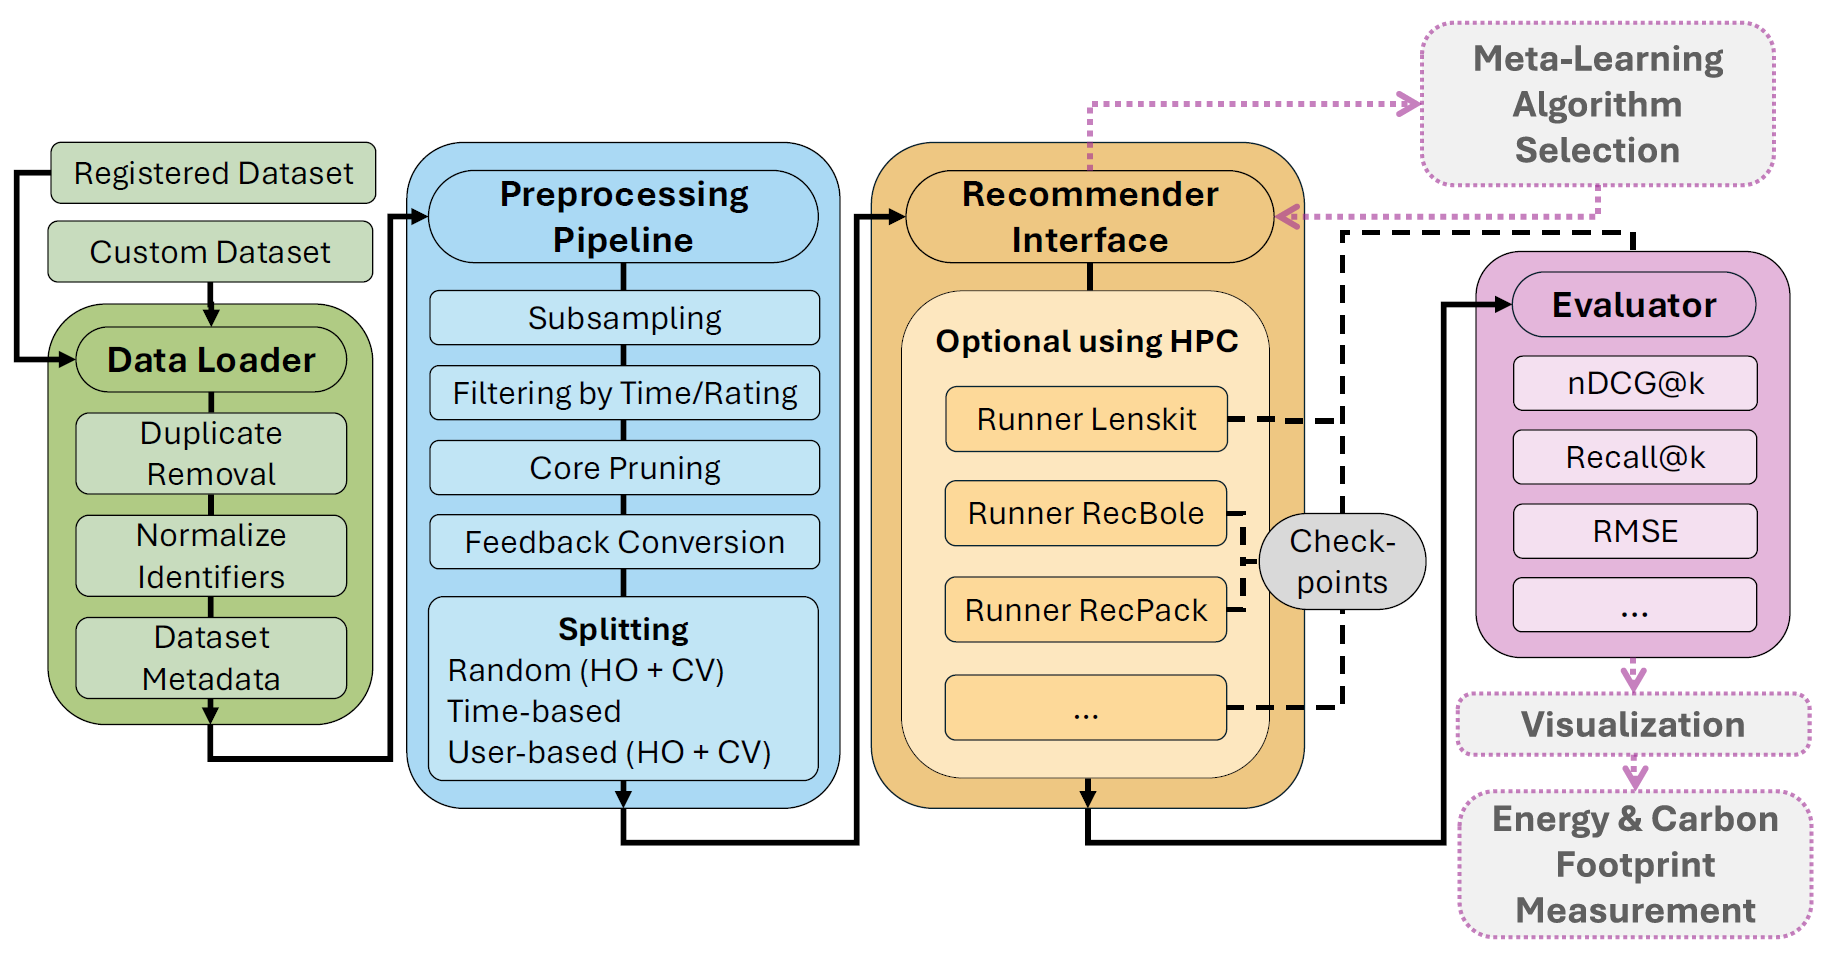 Registered Dataset
Custom Dataset
Data Loader
Duplicate
Removal
Normalize
Identifiers
Dataset
Metadata
Preprocessing
Pipeline
Subsampling
Filtering by Time/Rating
Core Pruning
Feedback Conversion
Splitting
Random (HO + CV)
Time-based
User-based (HO + CV)
Recommender
Interface
Optional using HPC
Runner Lenskit
Runner RecBole
Runner RecPack
...
Check-
points
Meta-Learning
Algorithm
Selection
Evaluator
nDCG@k
Recall@k
RMSE
...
Visualization
Energy & Carbon
Footprint
Measurement